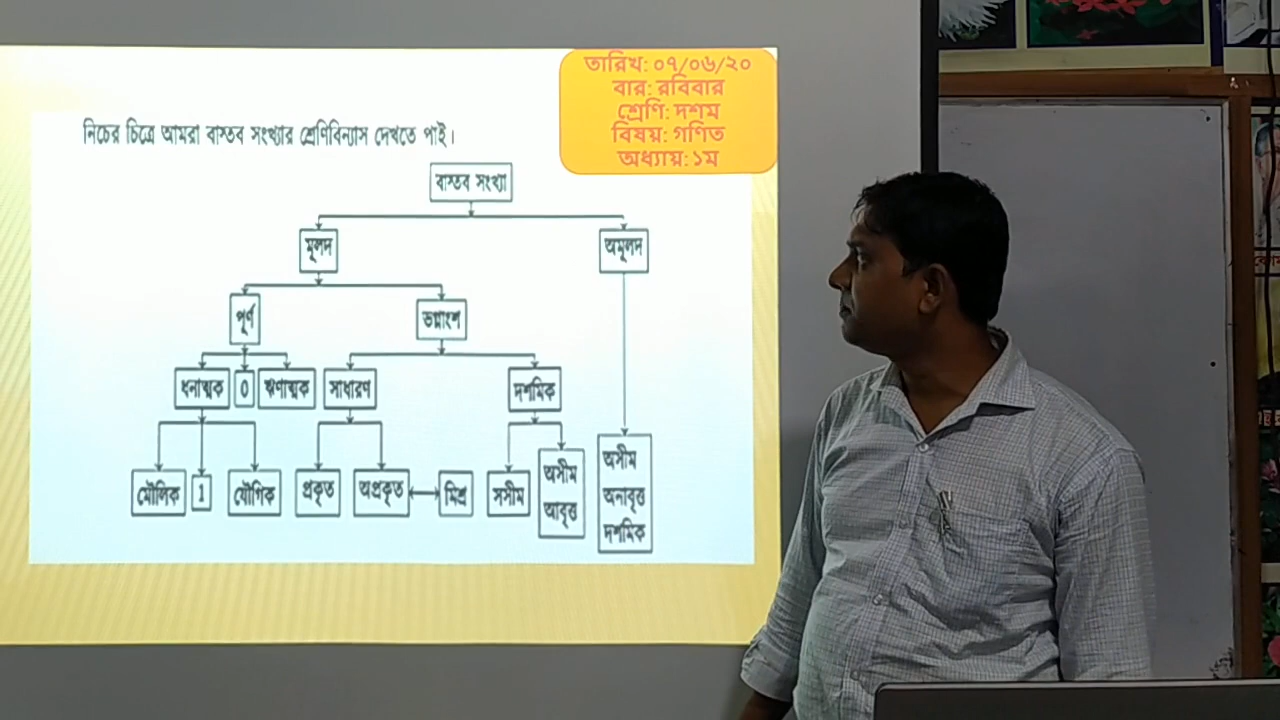 তারিখ: ০৭/০৬/২০
বার: রবিবার
শ্রেণি: দশম
বিষয়: গণিত
অধ্যায়: ১ম
নিচের চিত্রে আমরা বাস্তব সংখ্যার শ্রেণিবিন্যাস দেখতে পাই।
বাস্তব সংখ্যা
মূলদ
অমূলদ
পূর্ণ
ভগ্নাংশ
ধনাত্মক
0
ঋণাত্মক
সাধারণ
দশমিক
মৌলিক
1
যৌগিক
প্রকৃত
অপ্রকৃত
মিশ্র
সসীম
অসীম
আবৃত্ত
অসীম
অনাবৃত্ত
দশমিক